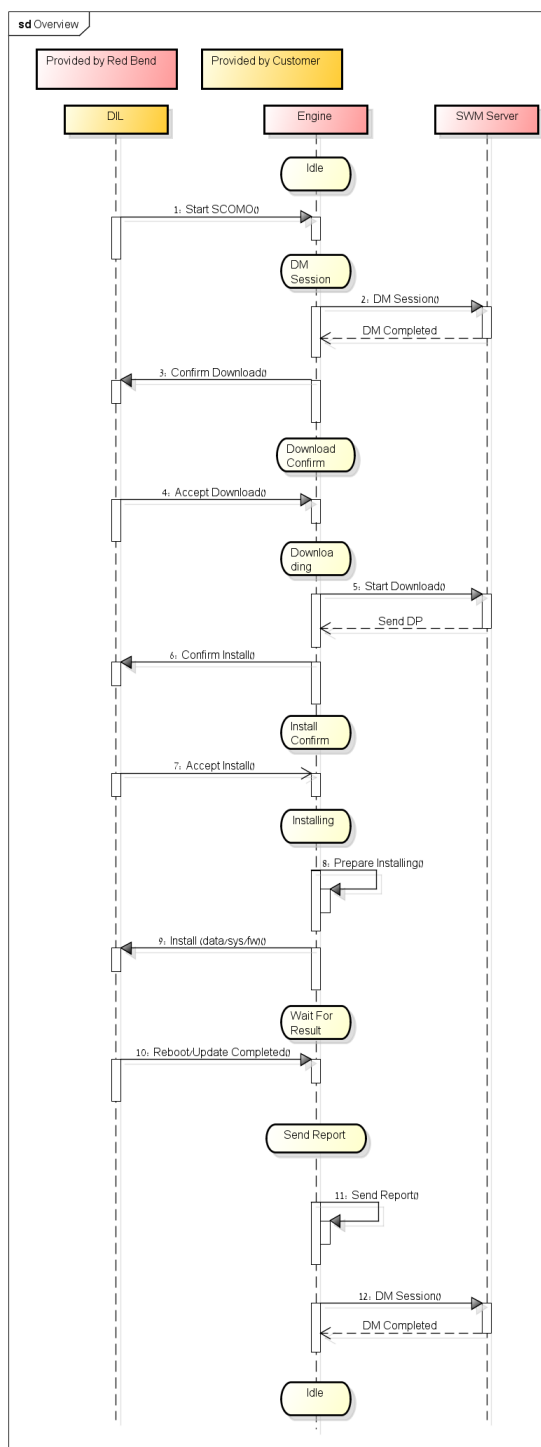 sd Overview
Provided by Red Bend
Provided by Customer
DIL
Engine
SWM Server
Idle
1: Start SCOMO()
DM
Session
2: DM Session()
DM Completed
3: Confirm Download()
Download
Confirm
4: Accept Download()
Downloa
ding
5: Start Download()
Send DP
6: Confirm Install()
Install
Confirm
7: Accept Install()
Installing
8: Prepare Installing()
9: Install (data/sys/fw)()
Wait For
Result
10: Reboot/Update Completed()
Send Report
11: Send Report()
12: DM Session()
DM Completed
Idle